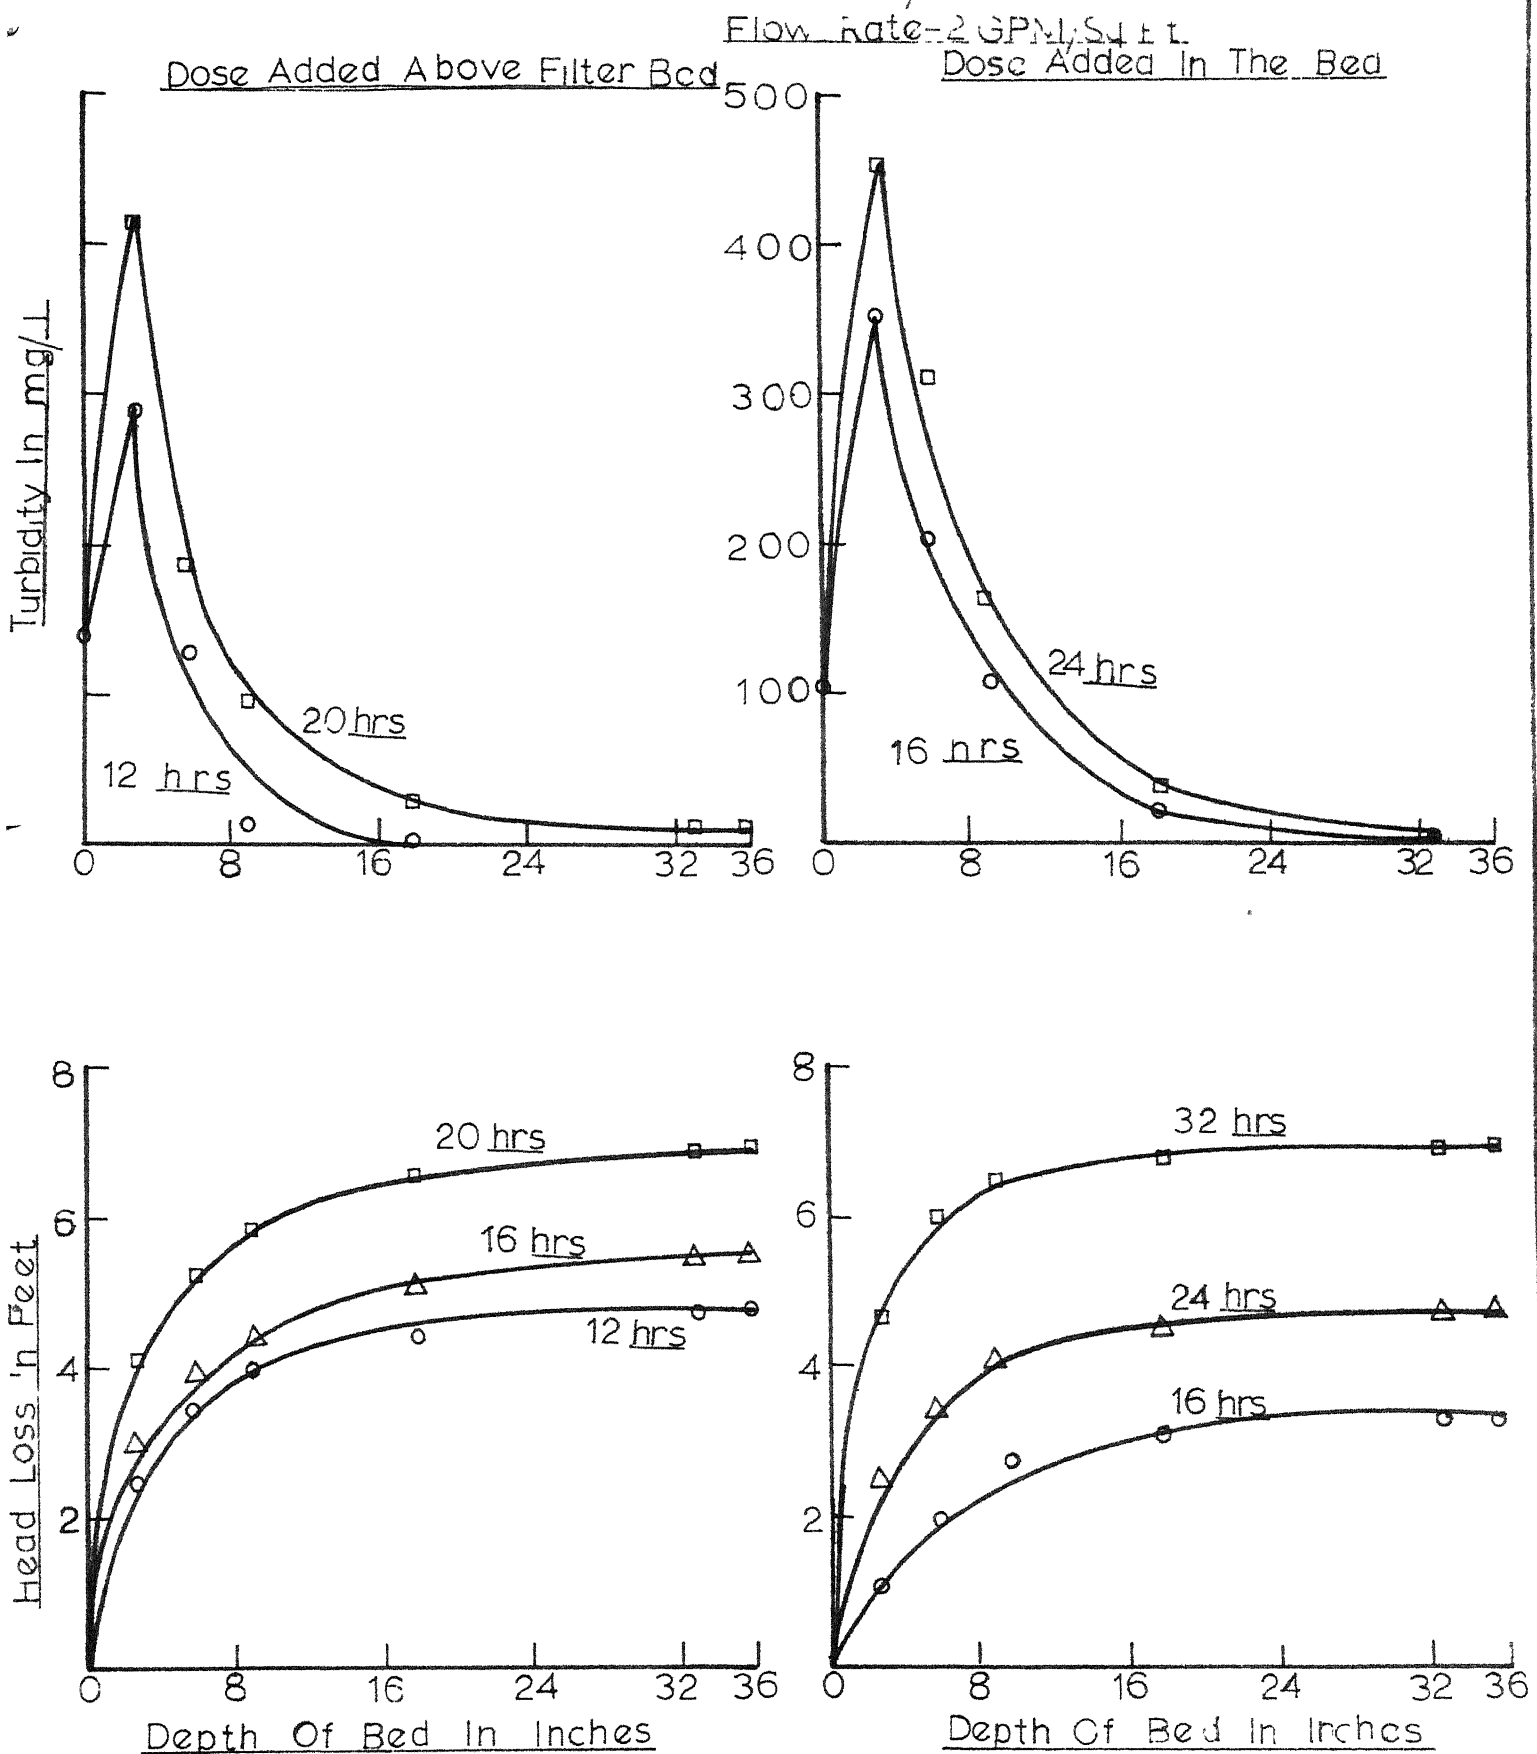 Flow Rate-2 GPM/Sq Ft
Dose Added Above Filter Bed
Dose Added In The Bed
Turbidity In mg/L
500
400
300
200
100
20 hrs
12 hrs
24 hrs
16 hrs
0 8 16 24 32 36
0 8 16 24 32 36
Head Loss In Feet
8
6
4
2
20 hrs
16 hrs
12 hrs
8
6
4
2
32 hrs
24 hrs
16 hrs
0 8 16 24 32 36
0 8 16 24 32 36
Depth Of Bed In Inches
Depth Of Bed In Inches